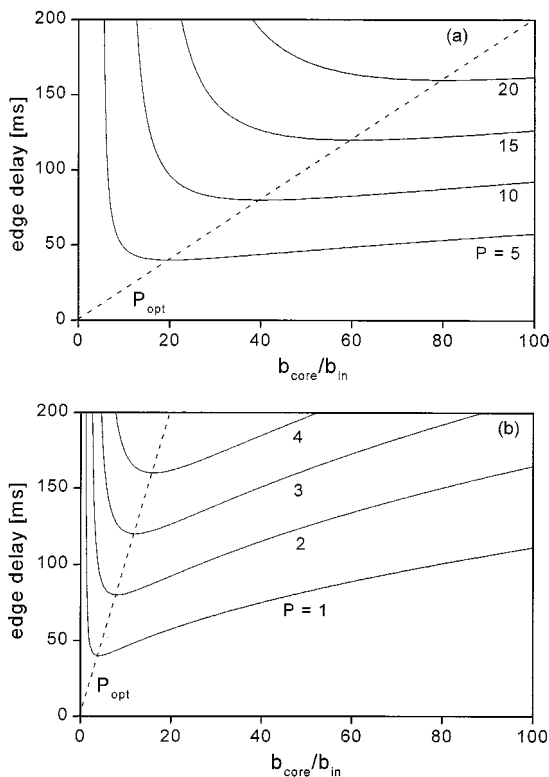 (a)
200
150
100
50
0
edge delay [ms]
20
15
10
P = 5
P_opt
0 20 40 60 80 100
b_core/b_in
(b)
200
150
100
50
0
edge delay [ms]
4
3
2
P = 1
P_opt
0 20 40 60 80 100
b_core/b_in